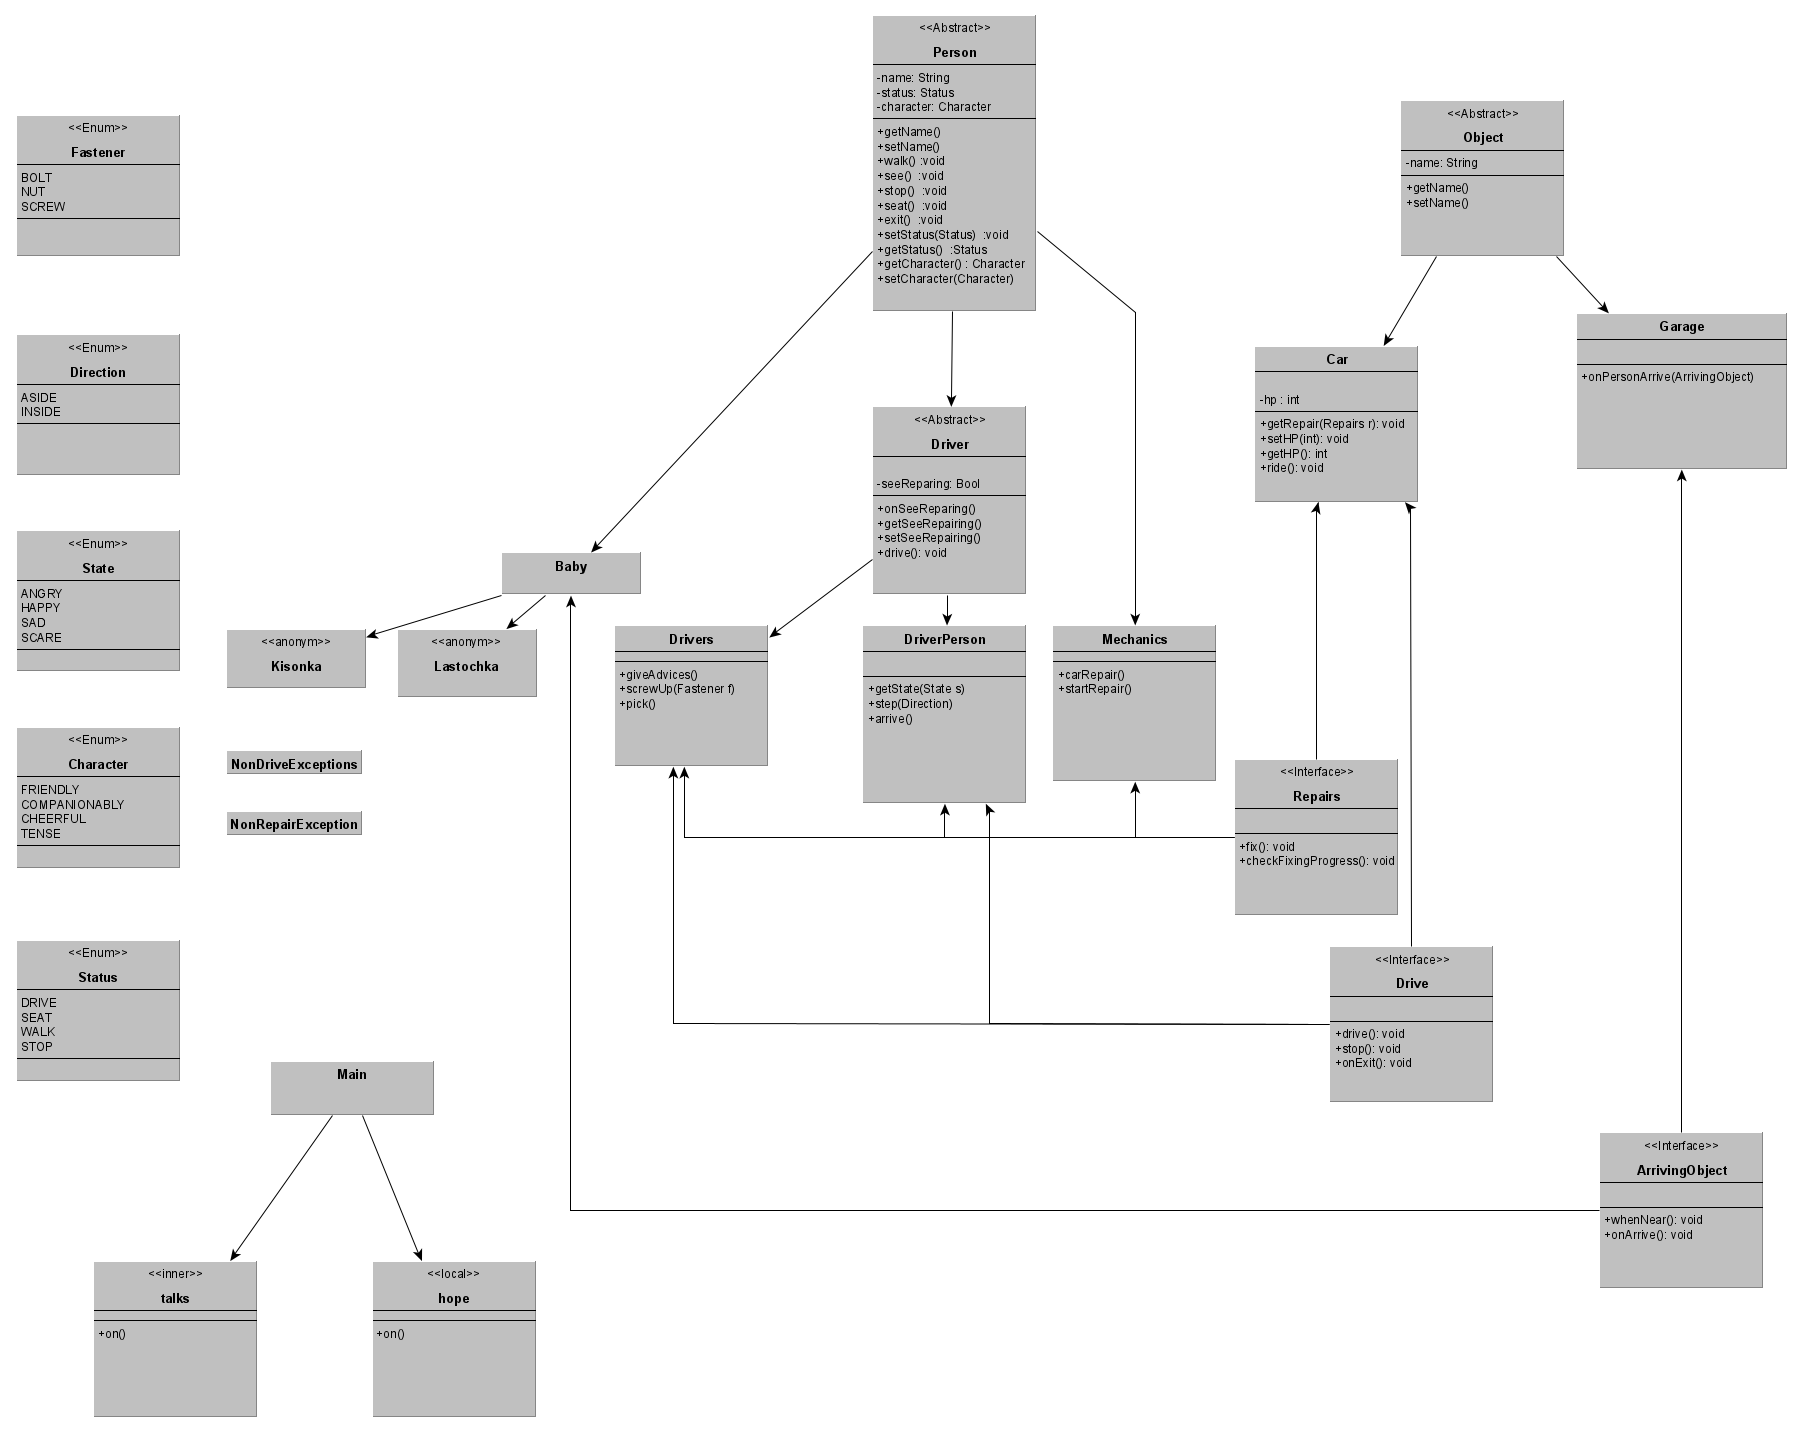 <<Abstract>>
Person
-name: String
-status: Status
-character: Character
+getName()
+setName()
+walk() :void
+see()  :void
+stop()  :void
+seat()  :void
+exit()  :void
+setStatus(Status)  :void
+getStatus()  :Status
+getCharacter() : Character
+setCharacter(Character)
<<Abstract>>
Object
-name: String
+getName()
+setName()
<<Enum>>
Fastener
BOLT
NUT
SCREW
<<Enum>>
Direction
ASIDE
INSIDE
<<Enum>>
State
ANGRY
HAPPY
SAD
SCARE
<<Enum>>
Character
FRIENDLY
COMPANIONABLY
CHEERFUL
TENSE
<<Enum>>
Status
DRIVE
SEAT
WALK
STOP
Garage
+onPersonArrive(ArrivingObject)
Car
-hp : int
+getRepair(Repairs r): void
+setHP(int): void
+getHP(): int
+ride(): void
<<Abstract>>
Driver
-seeReparing: Bool
+onSeeReparing()
+getSeeRepairing()
+setSeeRepairing()
+drive(): void
Baby
<<anonym>>
Kisonka
<<anonym>>
Lastochka
Drivers
+giveAdvices()
+screwUp(Fastener f)
+pick()
DriverPerson
+getState(State s)
+step(Direction)
+arrive()
Mechanics
+carRepair()
+startRepair()
NonDriveExceptions
NonRepairException
<<Interface>>
Repairs
+fix(): void
+checkFixingProgress(): void
<<Interface>>
Drive
+drive(): void
+stop(): void
+onExit(): void
<<Interface>>
ArrivingObject
+whenNear(): void
+onArrive(): void
Main
<<inner>>
talks
+on()
<<local>>
hope
+on()